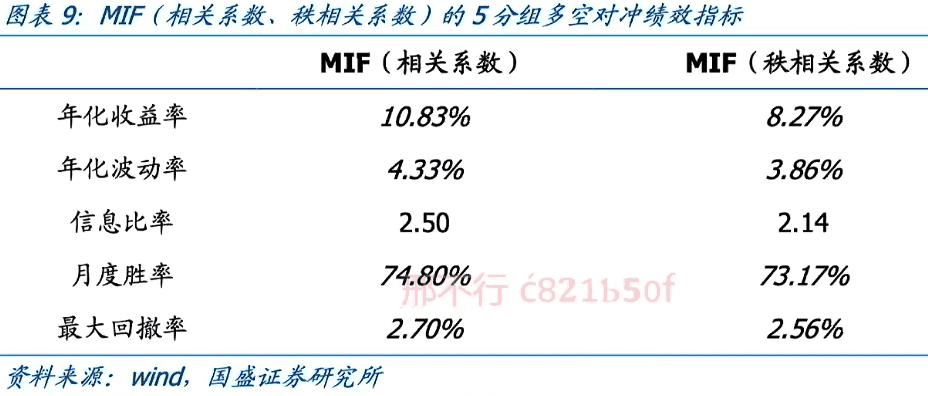 图表9：MIF（相关系数、秩相关系数）的5分组多空对冲绩效指标
MIF（相关系数） MIF（秩相关系数）
年化收益率 10.83% 8.27%
年化波动率 4.33% 3.86%
信息比率 2.50 2.14
月度胜率 74.80% 73.17%
邢不行 ċ821b50f
最大回撤率 2.70% 2.56%
资料来源：wind，国盛证券研究所